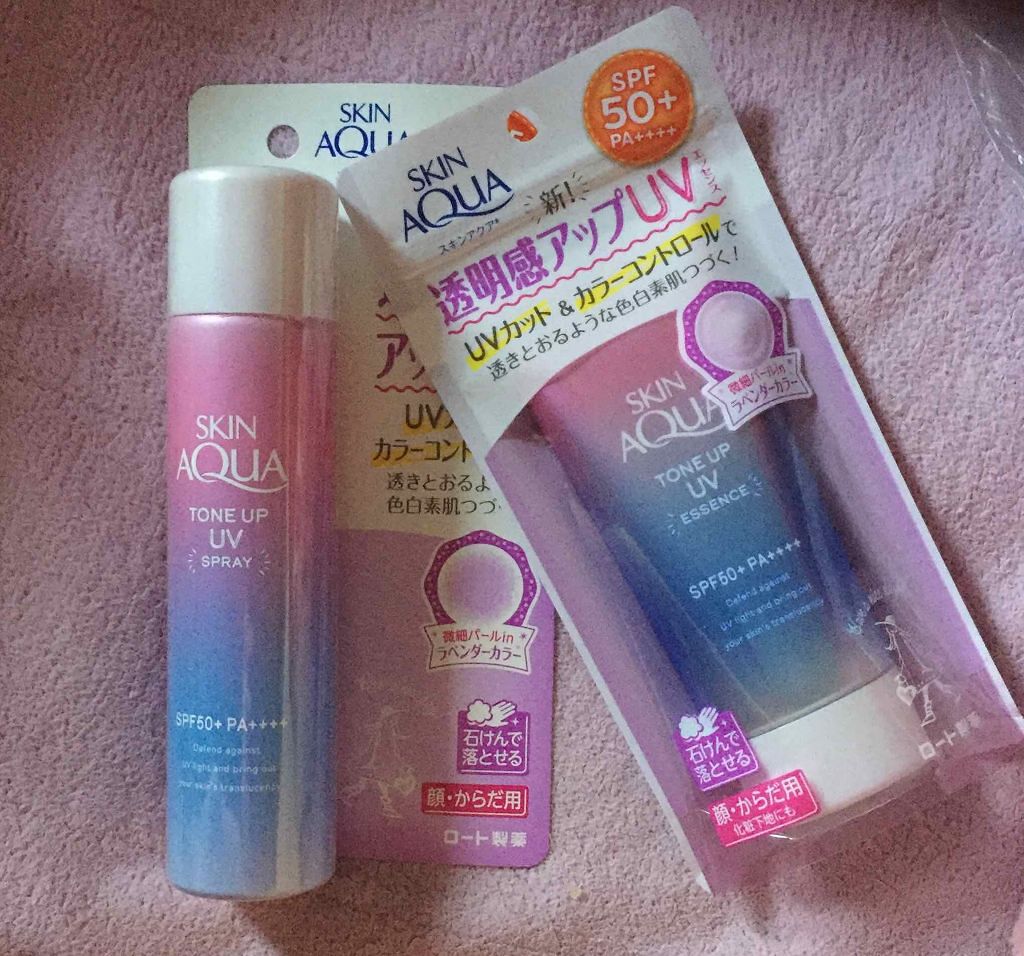 SKIN
AQUA
SKIN
AQUA
TONE UP
UV
SPRAY
SPF50+ PA++++
Defend against
UV light and bring out
your skin's translucency
UVカ
カラーコント
透きとおるよ
色白素肌つづ
微細パールin
ラベンダーカラー
石けんで
落とせる
顔・からだ用
ロート製薬
SKIN
AQUA
スキンアクア®
SPF
50+
PA++++
新!
透明感アップUV
エッセンス
UVカット & カラーコントロールで
透きとおるような色白素肌つづく!
微細パールin
ラベンダーカラー
SKIN
AQUA
TONE UP
UV
ESSENCE
SPF50+ PA++++
Defend against
UV light and bring out
your skin's translucency
石けんで
落とせる
顔・からだ用
化粧下地にも
ロート製薬